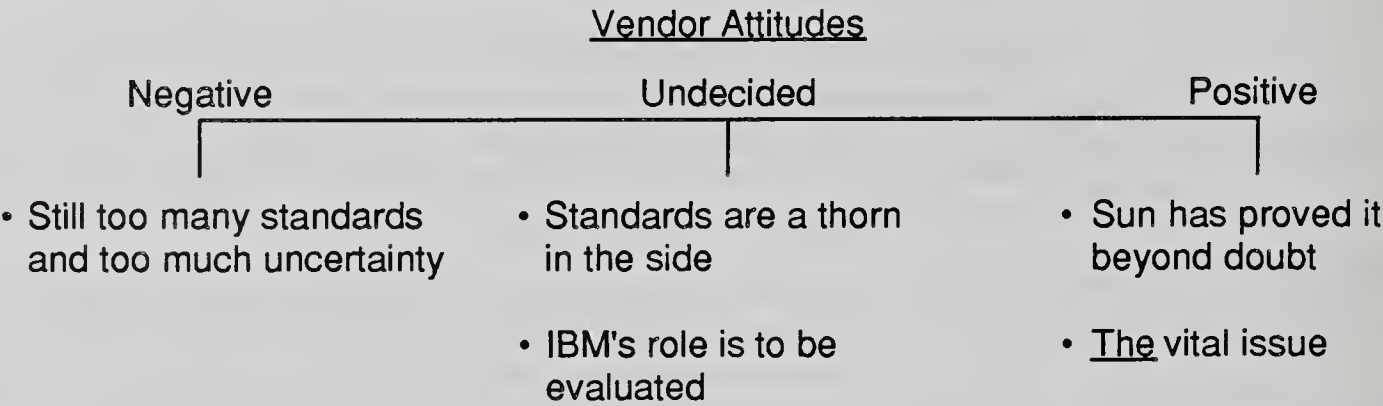 Vendor Attitudes
Negative
Undecided
Positive
• Still too many standards
and too much uncertainty
• Standards are a thorn
in the side
• IBM's role is to be
evaluated
• Sun has proved it
beyond doubt
• The vital issue